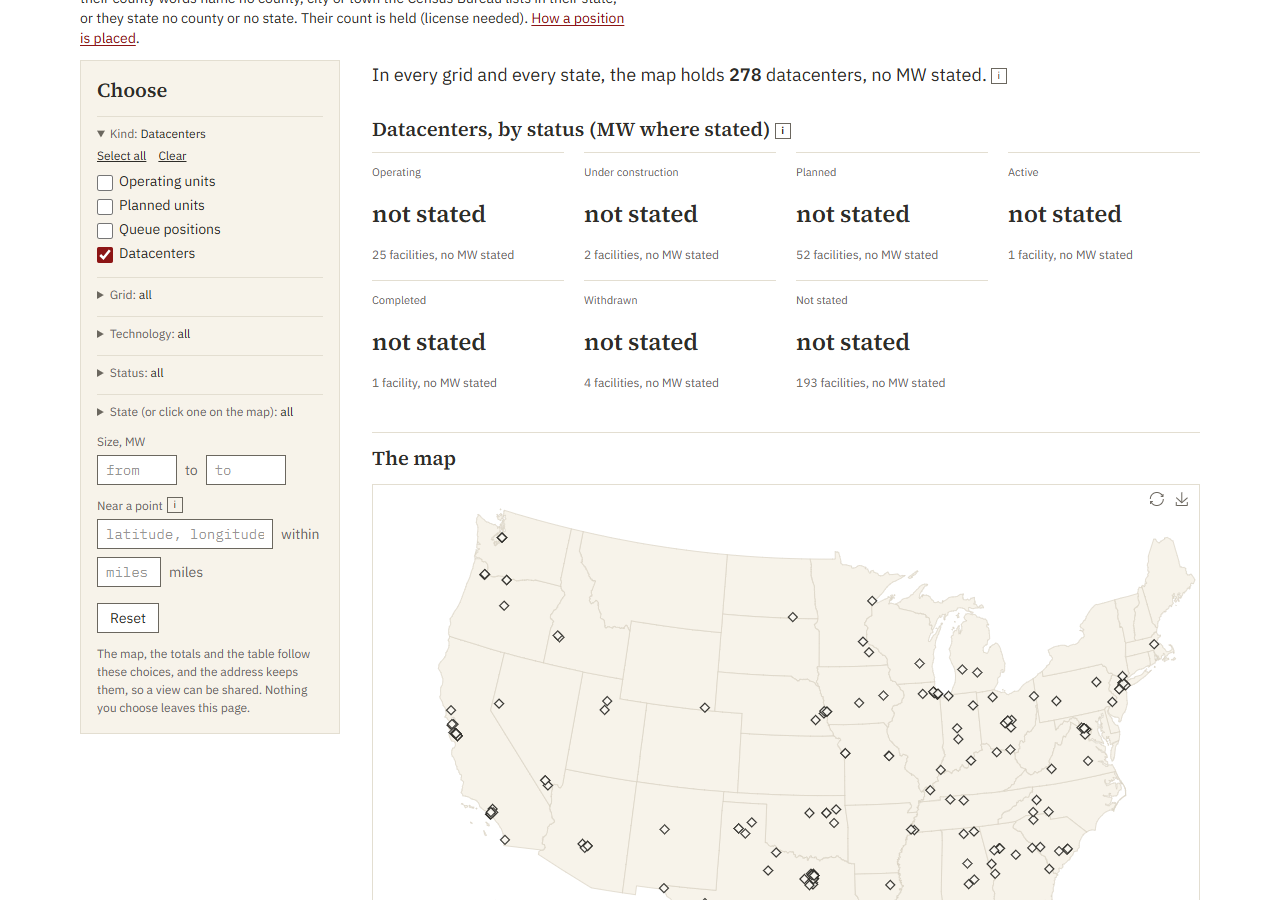 or they state no county or no state. Their count is held (license needed). How a position
is placed.
Choose
Kind: Datacenters
Select all Clear
Operating units
Planned units
Queue positions
Datacenters
Grid: all
Technology: all
Status: all
State (or click one on the map): all
Size, MW
from to to
Near a point i
latitude, longitude within
miles miles
Reset
The map, the totals and the table follow
these choices, and the address keeps
them, so a view can be shared. Nothing
you choose leaves this page.
In every grid and every state, the map holds 278 datacenters, no MW stated. i
Datacenters, by status (MW where stated) i
Operating
not stated
25 facilities, no MW stated
Under construction
not stated
2 facilities, no MW stated
Planned
not stated
52 facilities, no MW stated
Active
not stated
1 facility, no MW stated
Completed
not stated
1 facility, no MW stated
Withdrawn
not stated
4 facilities, no MW stated
Not stated
not stated
193 facilities, no MW stated
The map